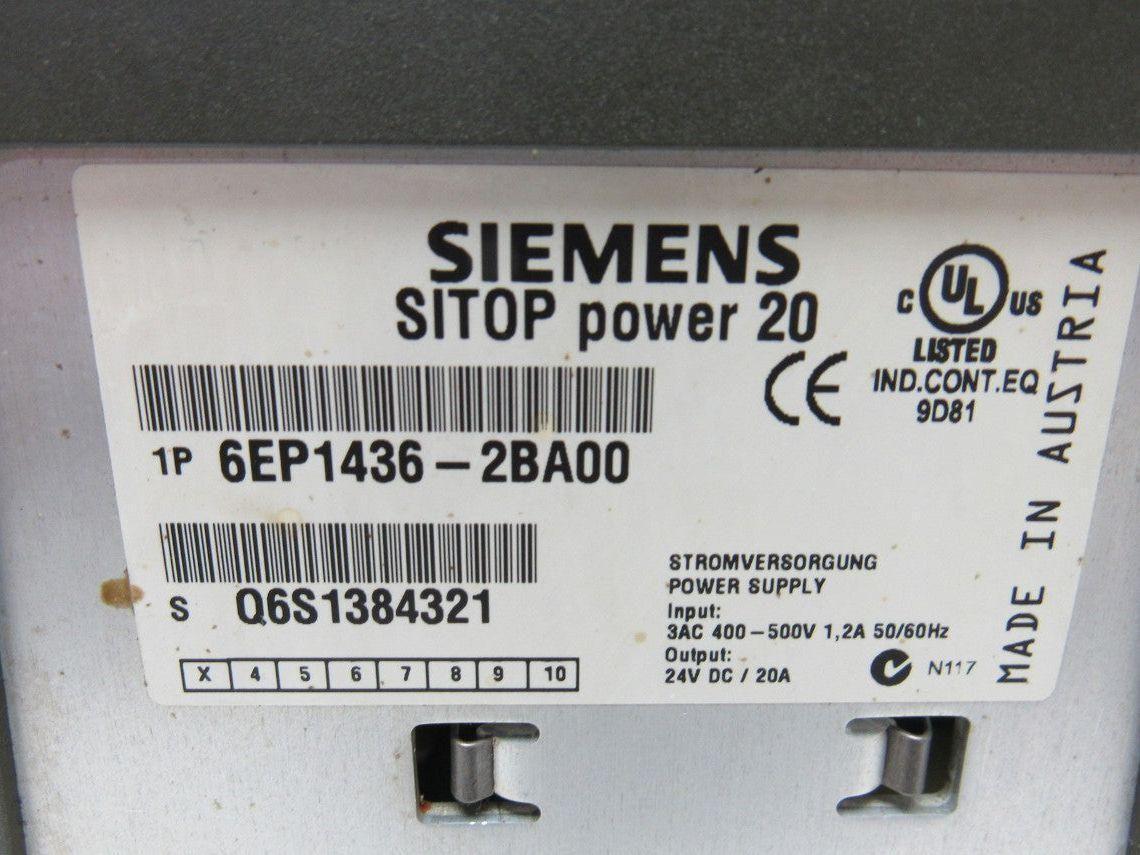 SIEMENS
SITOP power 20
C UL US
LISTED
IND.CONT.EQ
9D81
CE
1P 6EP1436-2BA00
S Q6S1384321
X 4 5 6 7 8 9 10
STROMVERSORGUNG
POWER SUPPLY
Input:
3AC 400-500V 1,2A 50/60Hz
Output:
24V DC / 20A
N117
MADE IN AUSTRIA